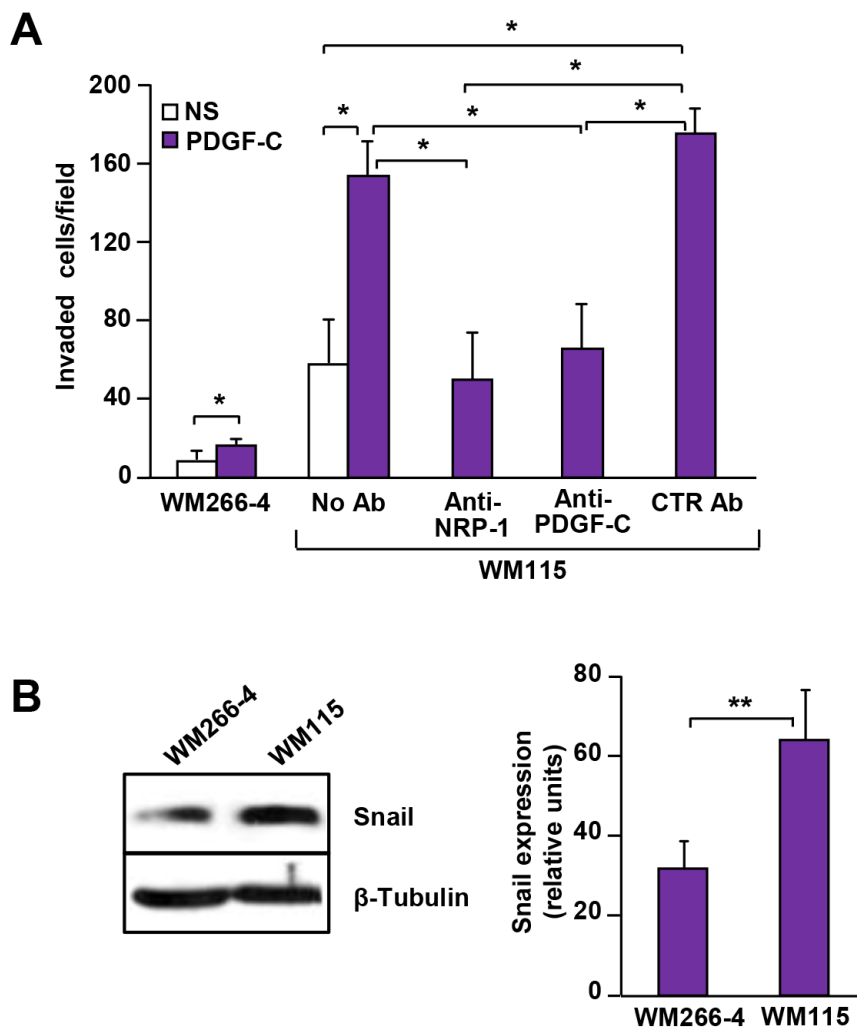 A
*
*
200
NS
*
*
*
PDGF-C
*
160
120
80
40
*
0
Invaded cells/field
WM266-4
No Ab
Anti-
NRP-1
Anti-
PDGF-C
CTR Ab
WM115
B
WM266-4
WM115
Snail
β-Tubulin
80
**
60
40
20
0
Snail expression
(relative units)
WM266-4
WM115